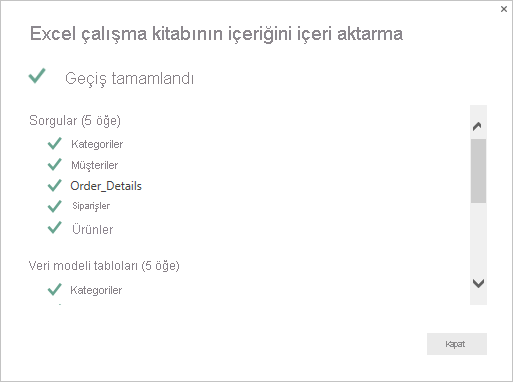 Excel çalışma kitabının içeriğini içeri aktarma
Geçiş tamamlandı
Sorgular (5 öğe)
Kategoriler
Müşteriler
Order_Details
Siparişler
Ürünler
Veri modeli tabloları (5 öğe)
Kategoriler
Kapat